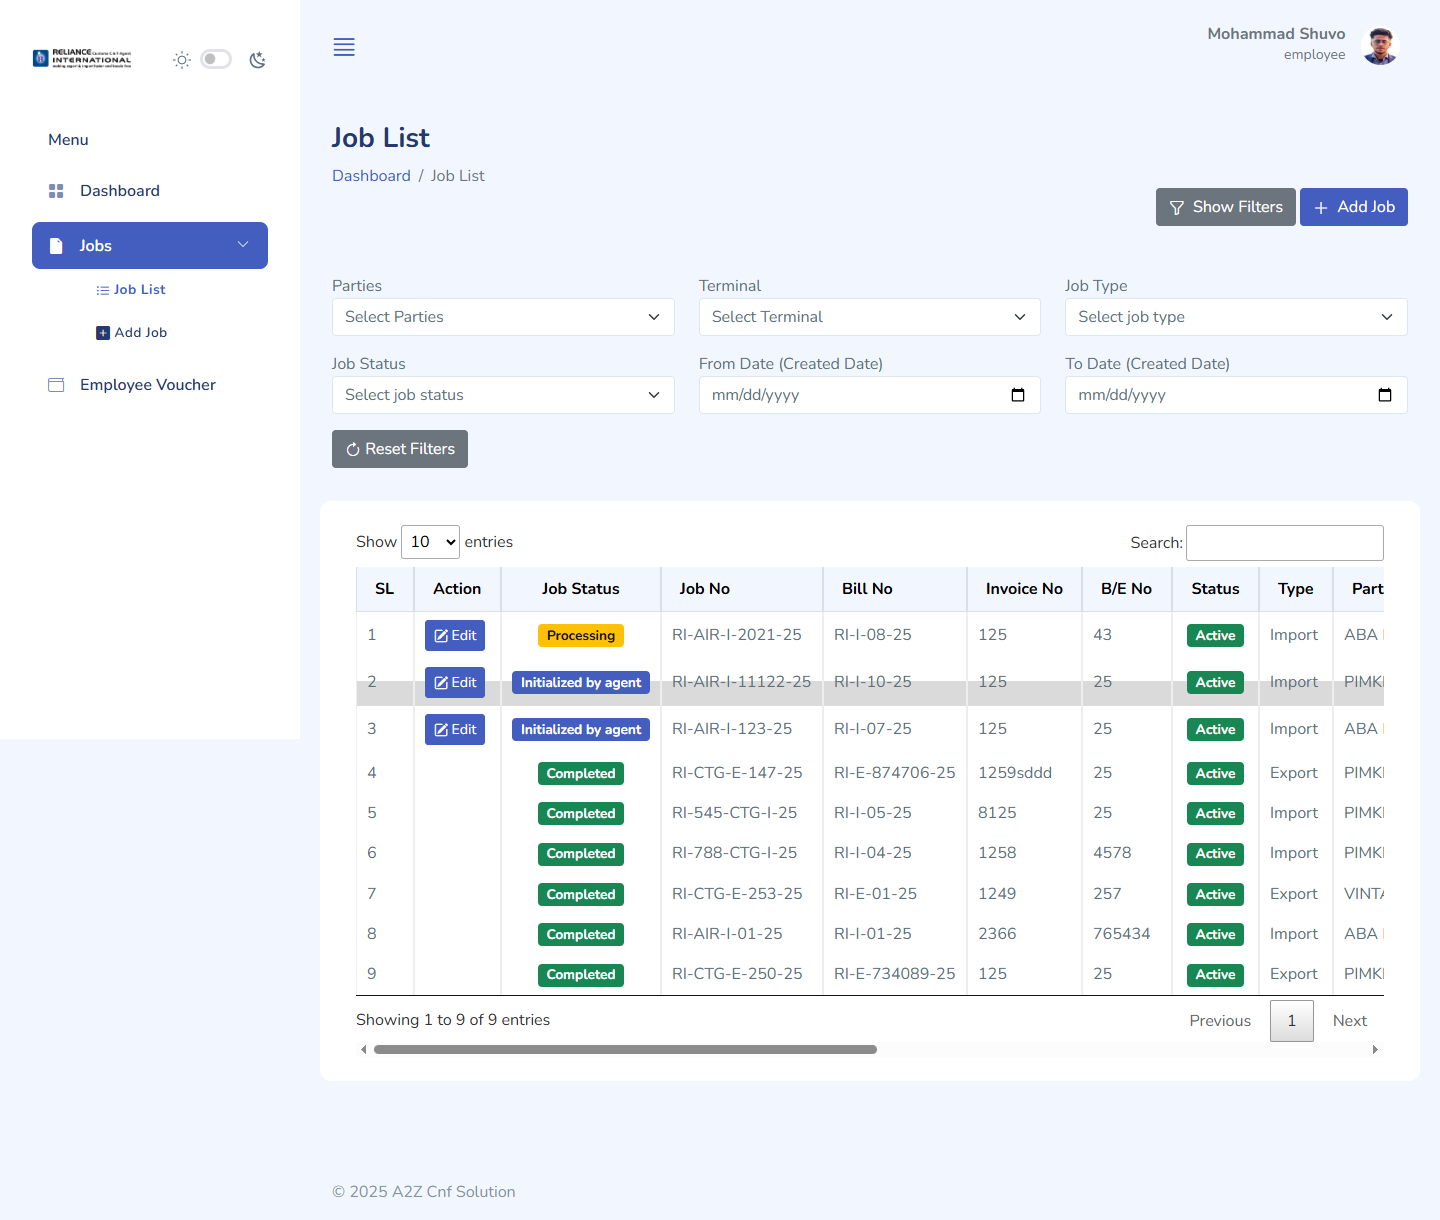 RELIANCE Customs C & F Agent
INTERNATIONAL
Mohammad Shuvo
employee
Menu
Dashboard
Jobs
Job List
Add Job
Employee Voucher
Job List
Dashboard / Job List
Show Filters
Add Job
Parties
Terminal
Job Type
Select Parties
Select Terminal
Select job type
Job Status
From Date (Created Date)
To Date (Created Date)
Select job status
mm/dd/yyyy
mm/dd/yyyy
Reset Filters
Show 10 entries
Search:
SL Action Job Status Job No Bill No Invoice No B/E No Status Type Part
1 Edit Processing RI-AIR-I-2021-25 RI-I-08-25 125 43 Active Import ABA
2 Edit Initialized by agent RI-AIR-I-11122-25 RI-I-10-25 125 25 Active Import PIMK
3 Edit Initialized by agent RI-AIR-I-123-25 RI-I-07-25 125 25 Active Import ABA
4 Completed RI-CTG-E-147-25 RI-E-874706-25 1259sddd 25 Active Export PIMK
5 Completed RI-545-CTG-I-25 RI-I-05-25 8125 25 Active Import PIMK
6 Completed RI-788-CTG-I-25 RI-I-04-25 1258 4578 Active Import PIMK
7 Completed RI-CTG-E-253-25 RI-E-01-25 1249 257 Active Export VINTA
8 Completed RI-AIR-I-01-25 RI-I-01-25 2366 765434 Active Import ABA
9 Completed RI-CTG-E-250-25 RI-E-734089-25 125 25 Active Export PIMK
Showing 1 to 9 of 9 entries
Previous 1 Next
© 2025 A2Z Cnf Solution